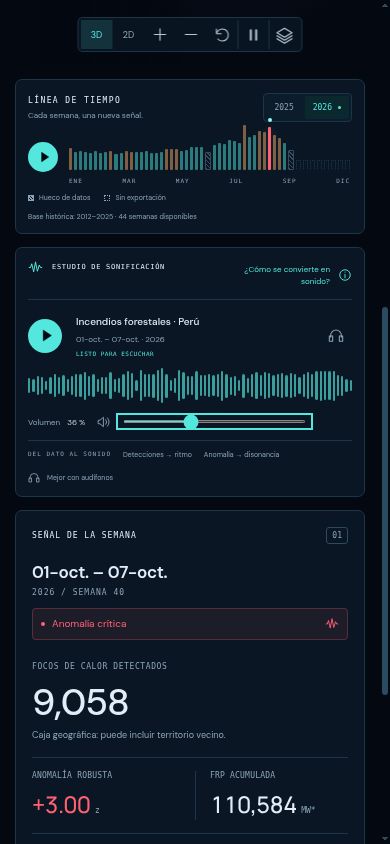 3D 2D
LÍNEA DE TIEMPO
Cada semana, una nueva señal.
2025 2026
ENE MAR MAY JUL SEP DIC
Hueco de datos Sin exportación
Base histórica: 2012–2025 · 44 semanas disponibles
ESTUDIO DE SONIFICACIÓN
¿Cómo se convierte en
sonido?
Incendios forestales · Perú
01-oct. – 07-oct. · 2026
LISTO PARA ESCUCHAR
Volumen 36 %
DEL DATO AL SONIDO Detecciones → ritmo Anomalía → disonancia
Mejor con audífonos
SEÑAL DE LA SEMANA 01
01-oct. – 07-oct.
2026 / SEMANA 40
Anomalía crítica
FOCOS DE CALOR DETECTADOS
9,058
Caja geográfica: puede incluir territorio vecino.
ANOMALÍA ROBUSTA FRP ACUMULADA
+3.00 z 110,584 MW*